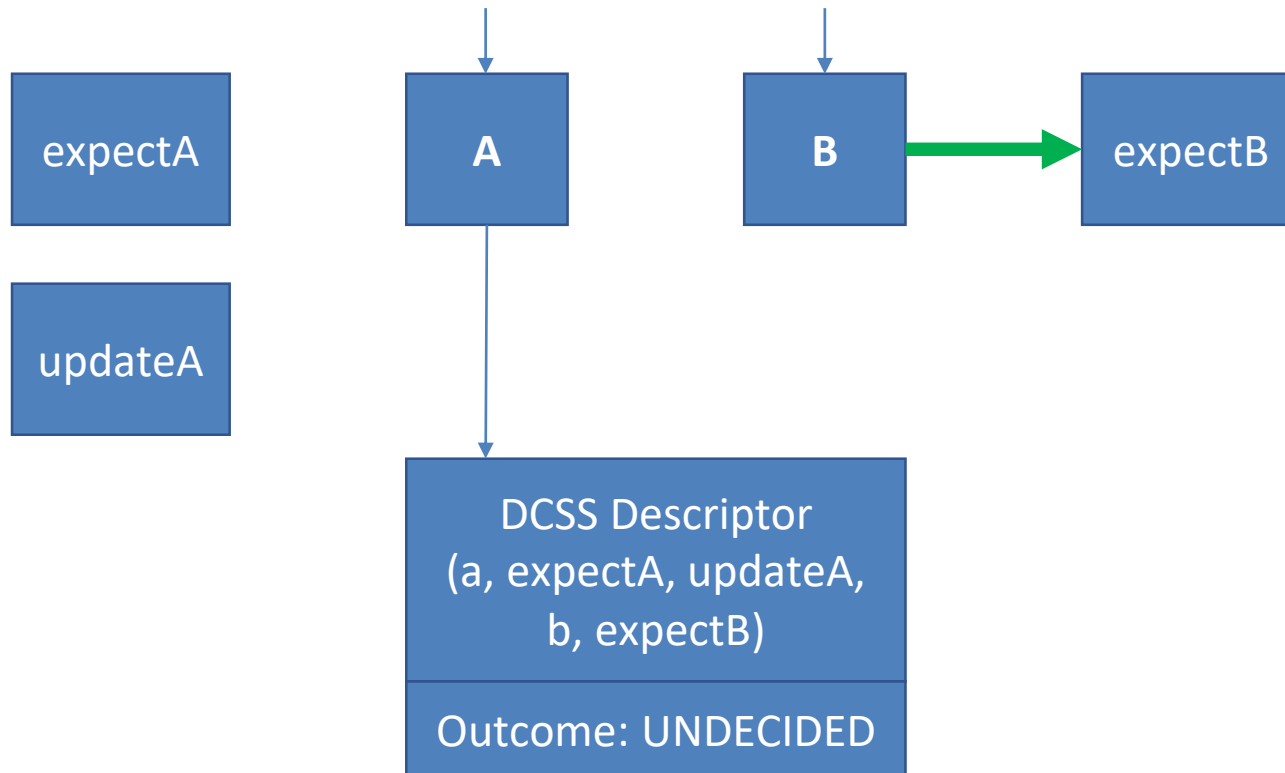 expectA
A
B
expectB
updateA
DCSS Descriptor
(a, expectA, updateA,
b, expectB)
Outcome: UNDECIDED